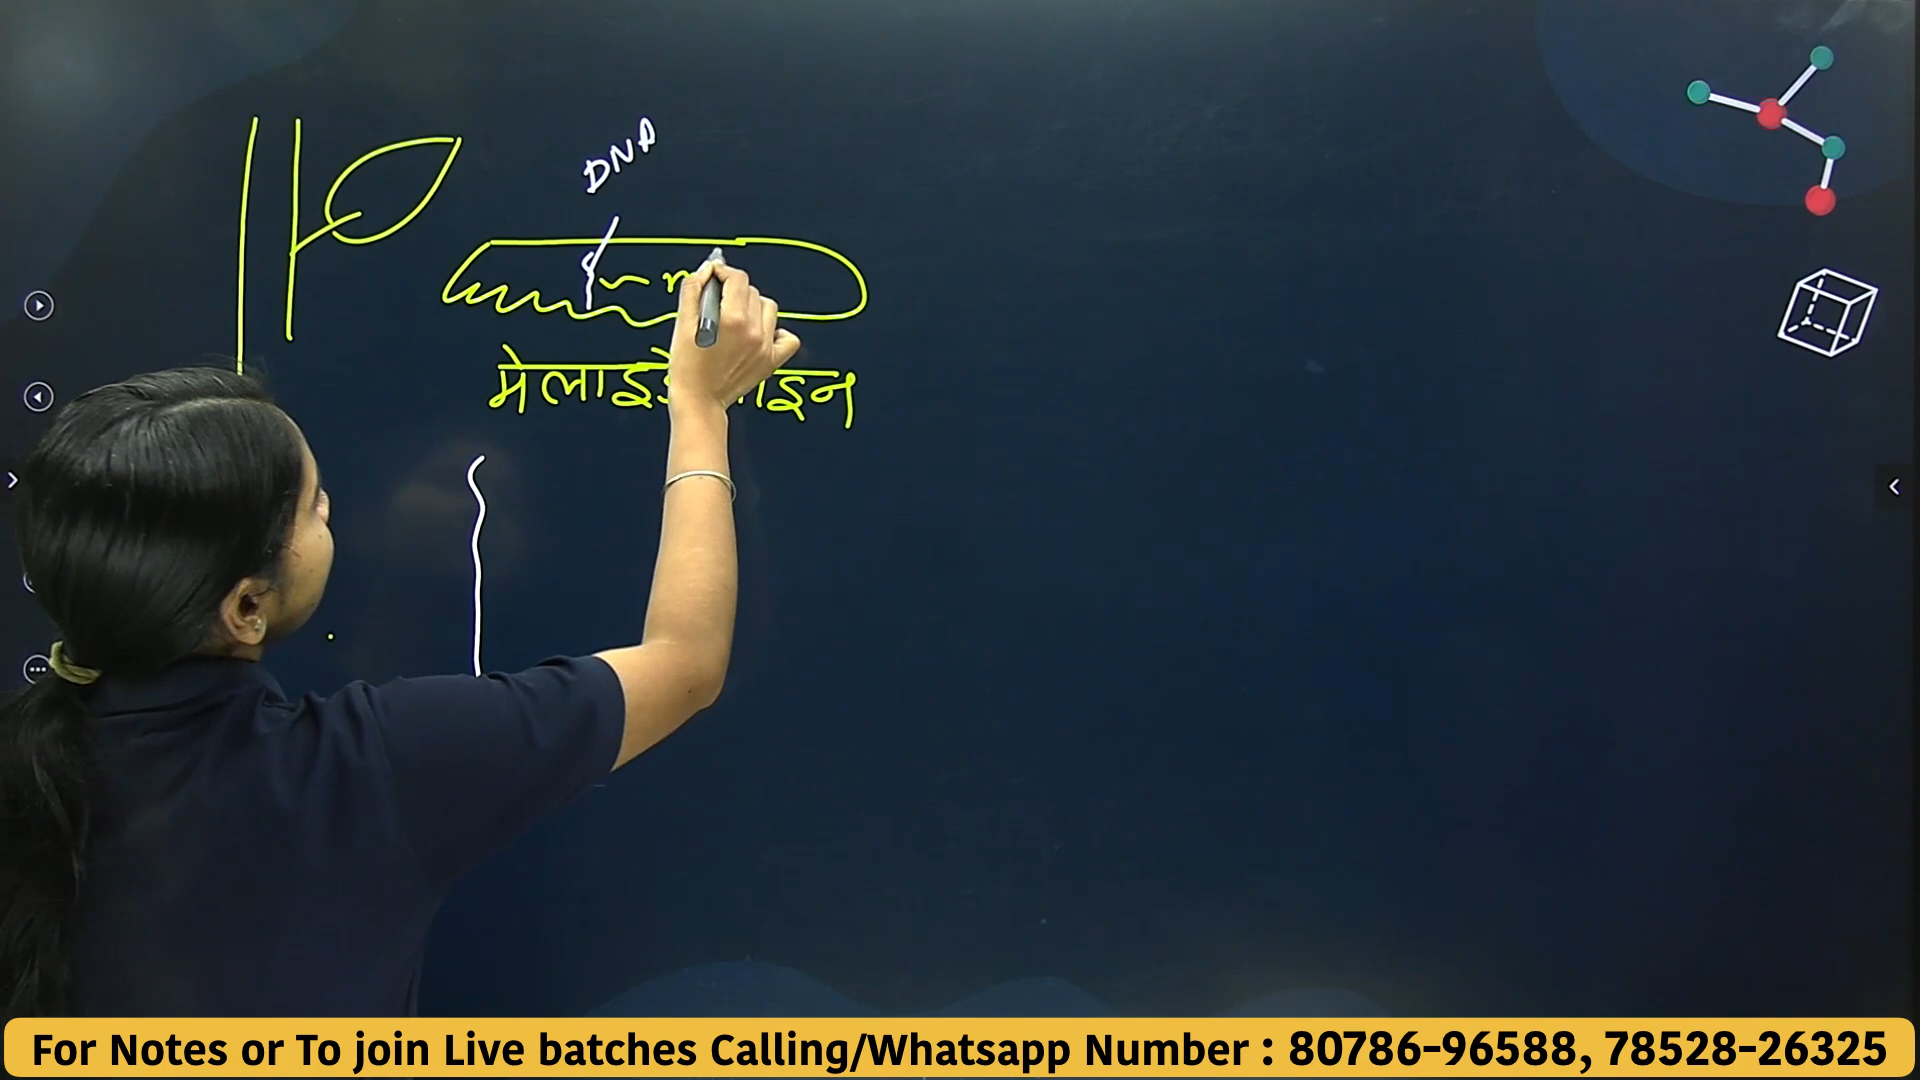 DNA
For Notes or To join Live batches Calling/Whatsapp Number : 80786-96588, 78528-26325